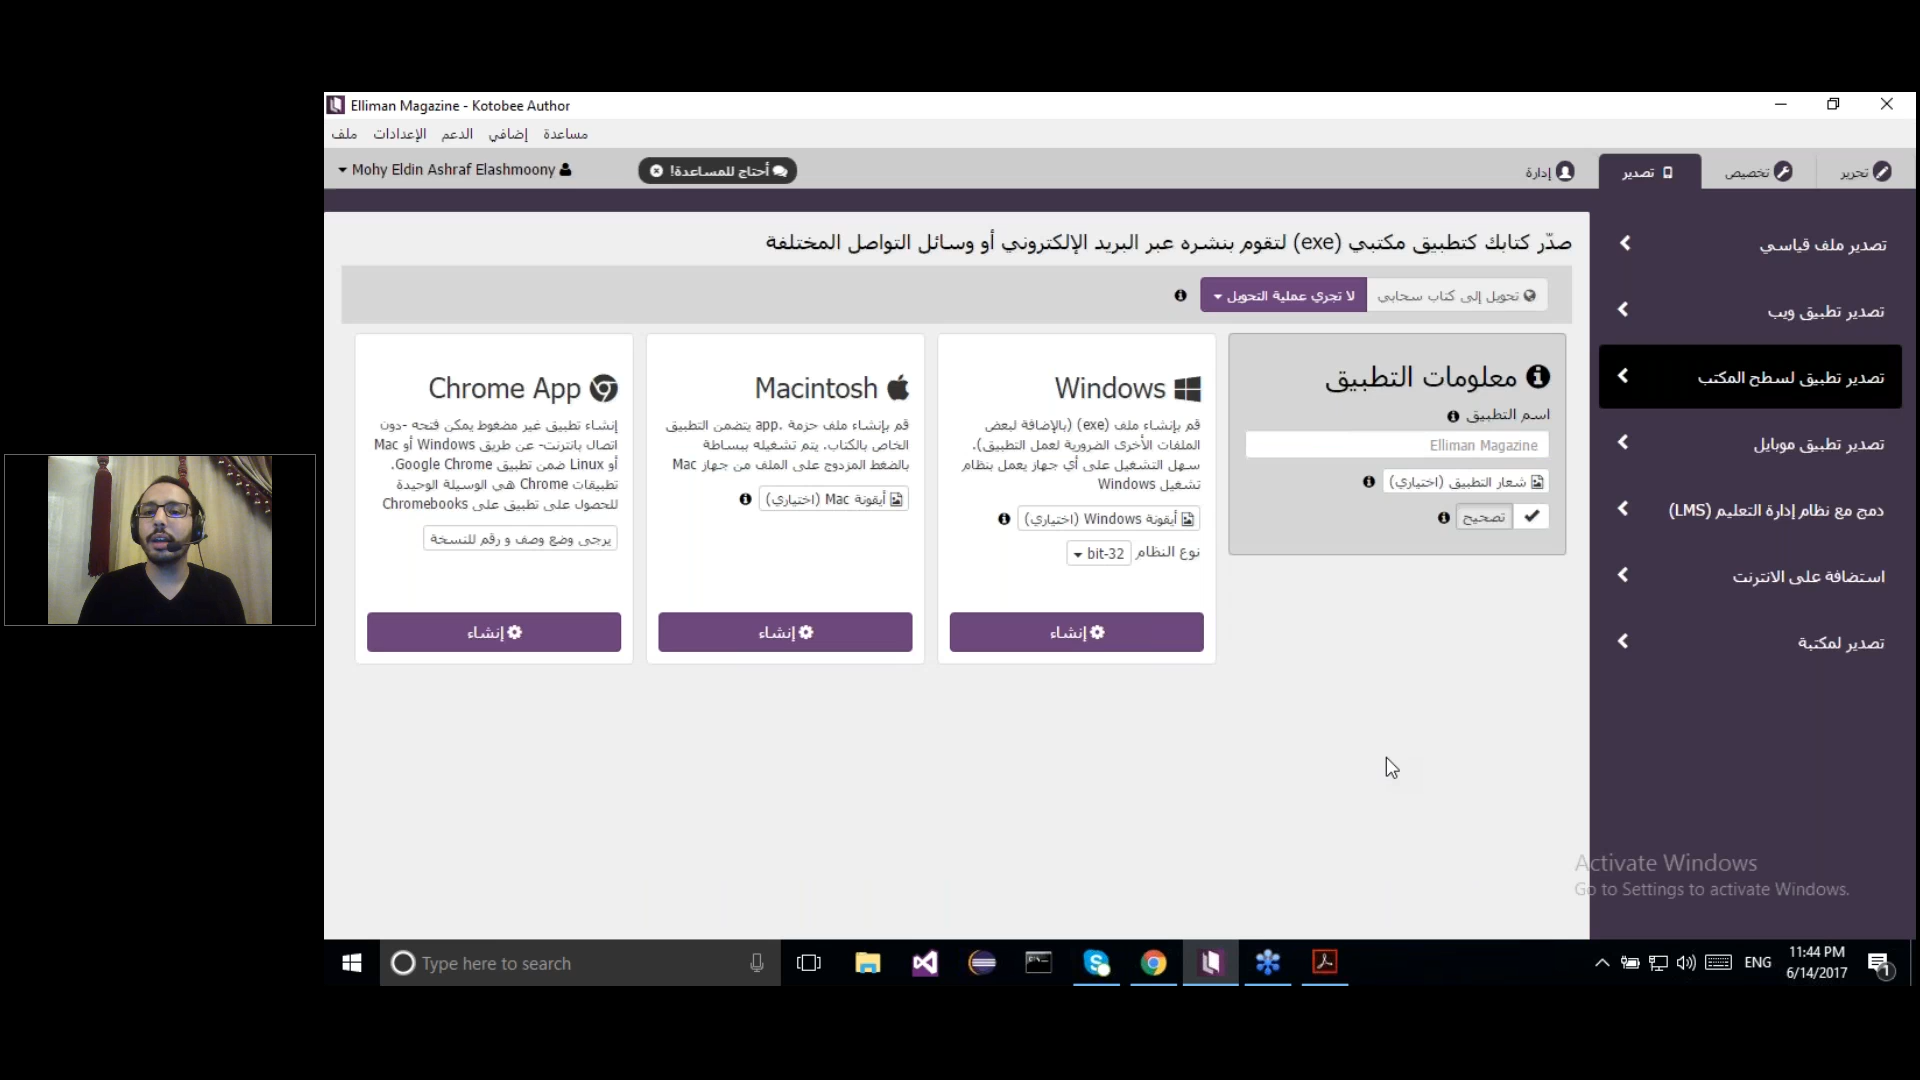 Elliman Magazine - Kotobee Author
ملف الإعدادات الدعم إضافي مساعدة
Mohy Eldin Ashraf Elashmoony
أحتاج للمساعدة!
إدارة
تصدير
تخصيص
تحرير
صدّر كتابك كتطبيق مكتبي (exe) لتقوم بنشره عبر البريد الإلكتروني أو وسائل التواصل المختلفة
تحويل إلى كتاب سحابي
لا تجري عملية التحويل
معلومات التطبيق
اسم التطبيق
Elliman Magazine
شعار التطبيق (اختياري)
تصحيح
Windows
قم بإنشاء ملف (exe) (بالإضافة لبعض
الملفات الأخرى الضرورية لعمل التطبيق).
سهل التشغيل على أي جهاز يعمل بنظام
تشغيل Windows
أيقونة Windows (اختياري)
نوع النظام
32-bit
إنشاء
Macintosh
قم بإنشاء ملف حزمة .app يتضمن التطبيق
الخاص بالكتاب. يتم تشغيله ببساطة
بالضغط المزدوج على الملف من جهاز Mac
أيقونة Mac (اختياري)
إنشاء
Chrome App
إنشاء تطبيق غير مضغوط يمكن فتحه -دون
اتصال بانترنت- عن طريق Windows أو Mac
أو Linux ضمن تطبيق Google Chrome.
تطبيقات Chrome هي الوسيلة الوحيدة
للحصول على تطبيق على Chromebooks
يرجى وضع وصف و رقم للنسخة
إنشاء
تصدير ملف قياسي
تصدير تطبيق ويب
تصدير تطبيق لسطح المكتب
تصدير تطبيق موبايل
دمج مع نظام إدارة التعليم (LMS)
استضافة على الانترنت
تصدير لمكتبة
Activate Windows
Go to Settings to activate Windows.
Type here to search
ENG
11:44 PM
6/14/2017
1